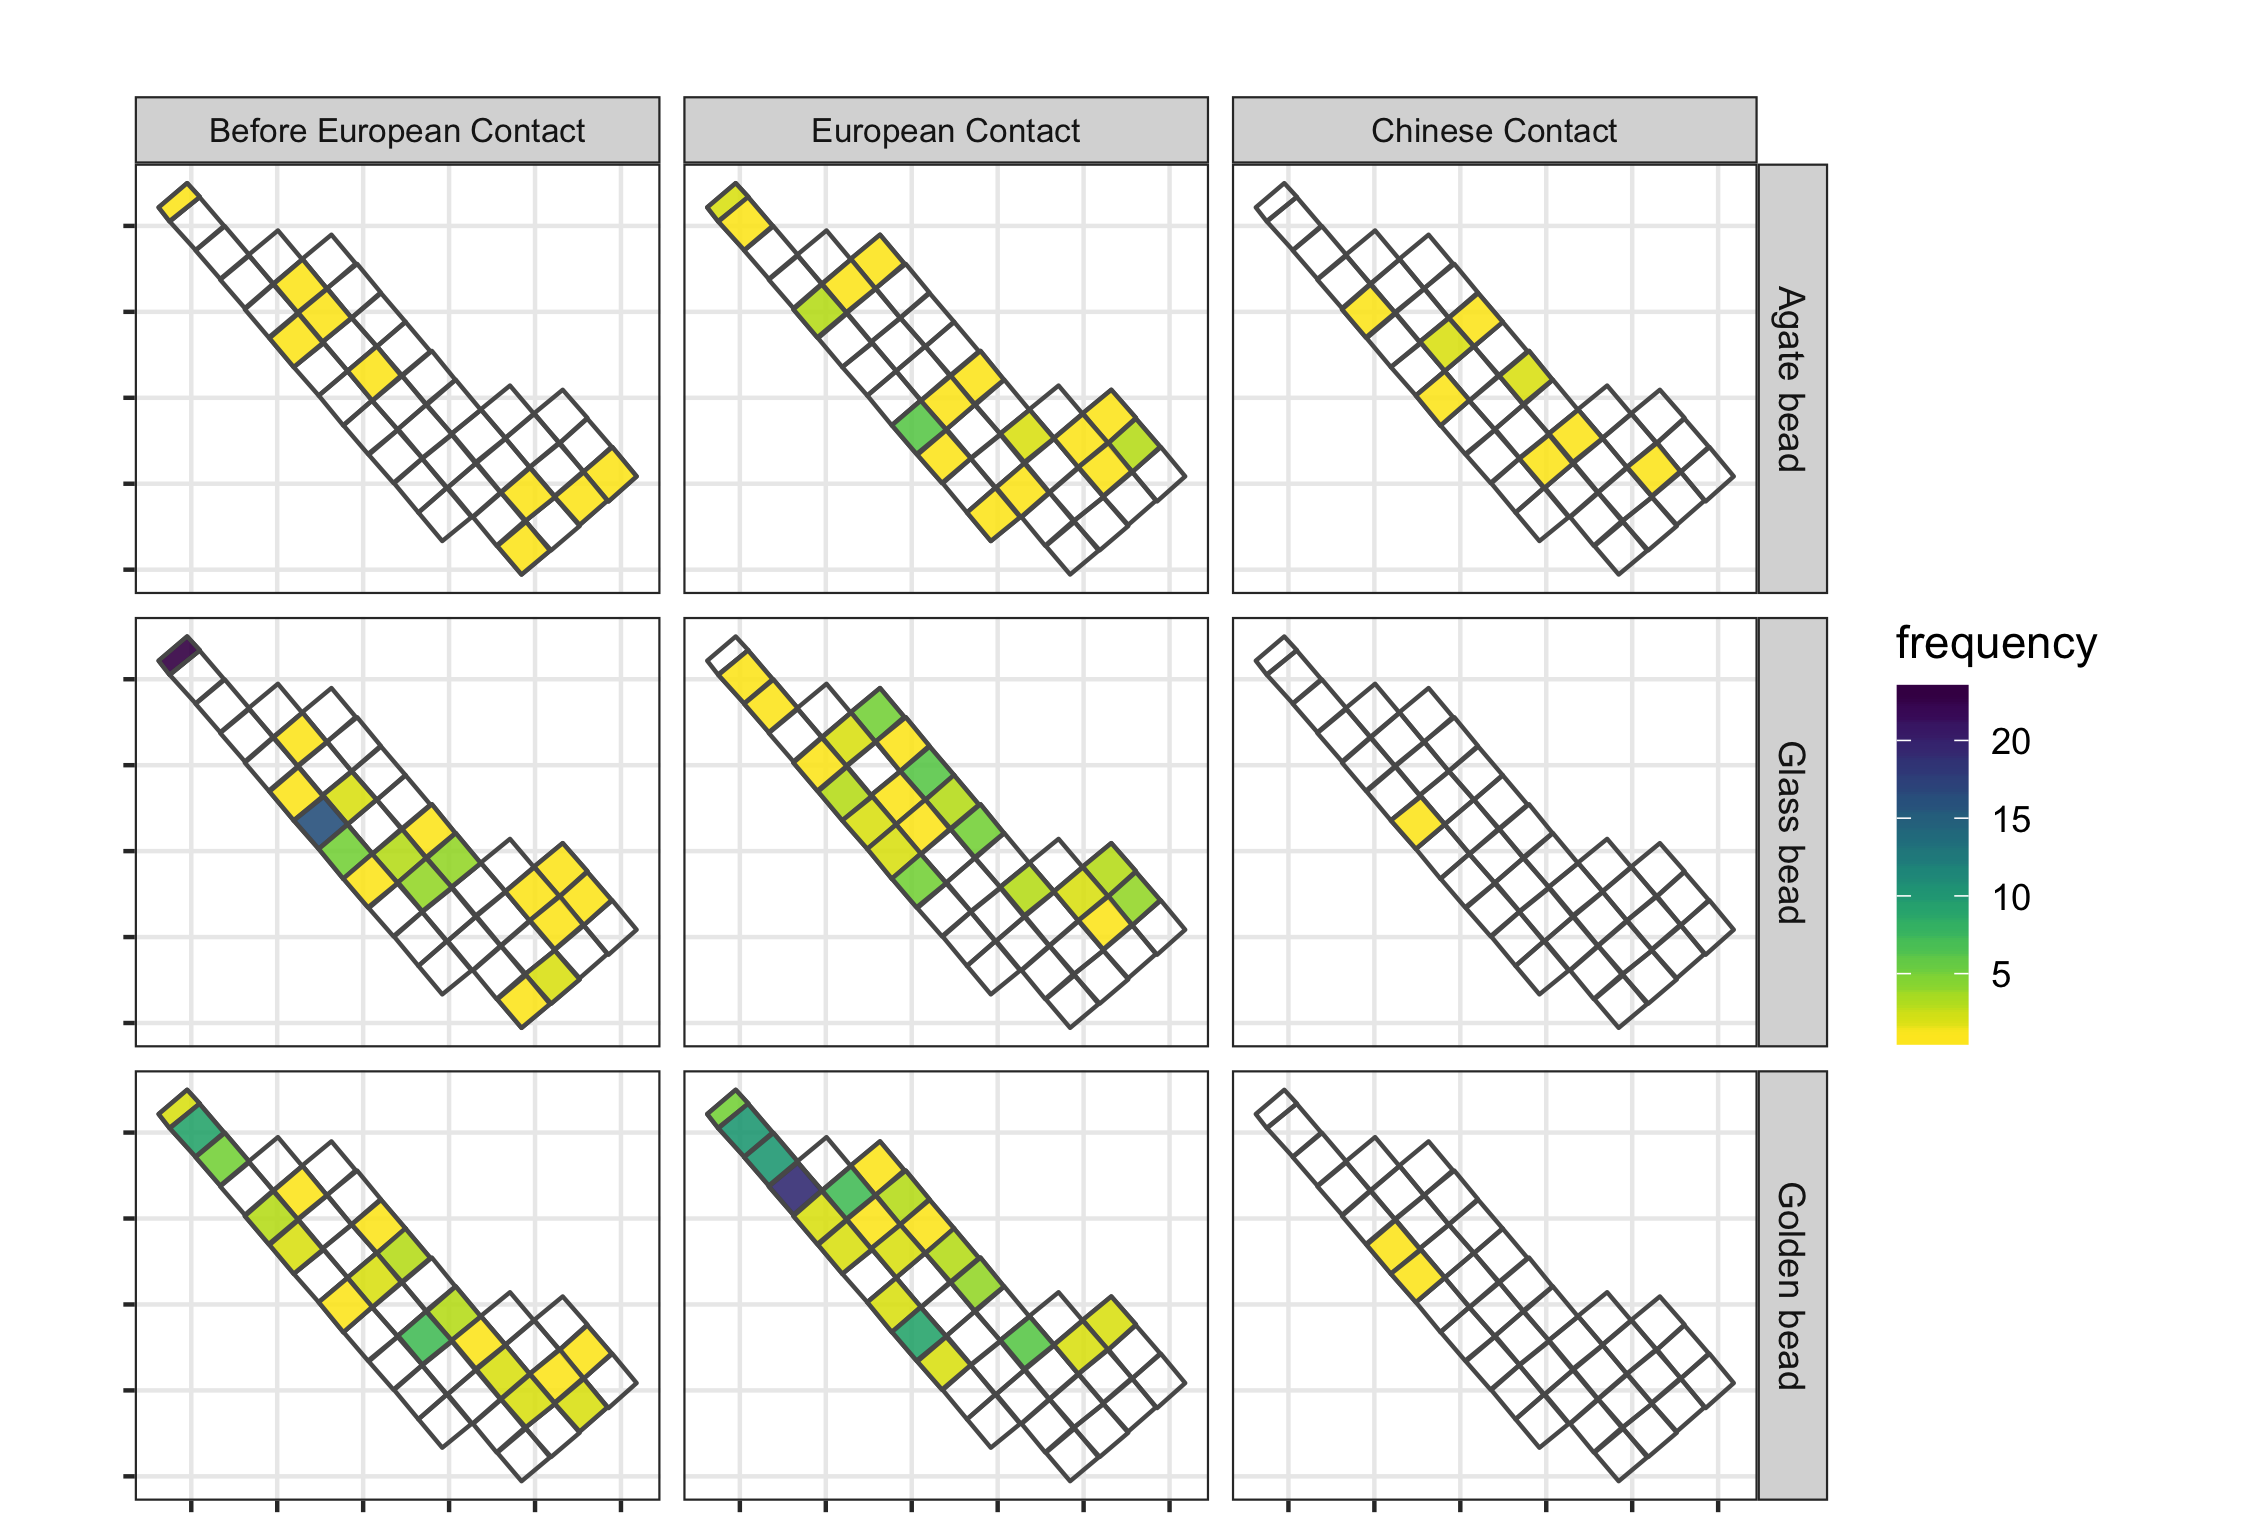 Before European Contact
European Contact
Chinese Contact
Agate bead
Glass bead
Golden bead
frequency
20
15
10
5